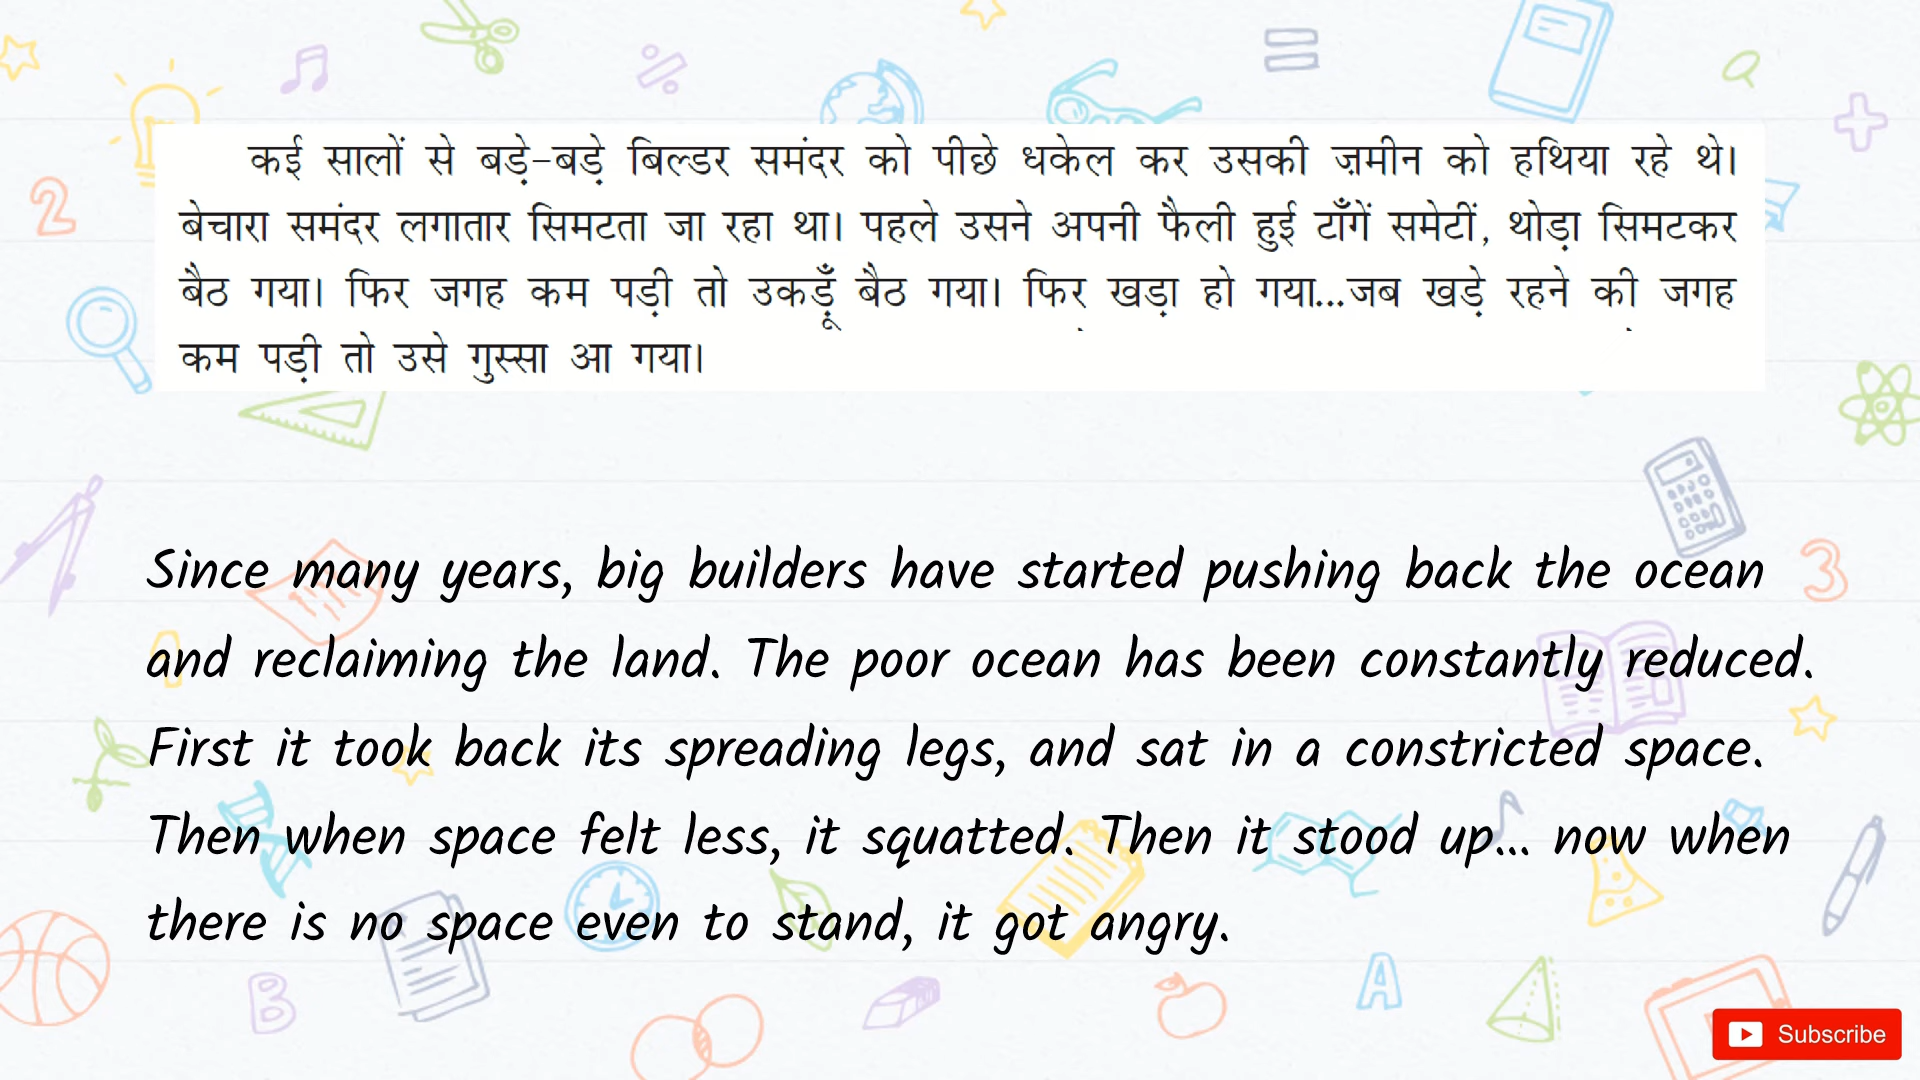 कई सालों से बड़े-बड़े बिल्डर समंदर को पीछे धकेल कर उसकी ज़मीन को हथिया रहे थे।
बेचारा समंदर लगातार सिमटता जा रहा था। पहले उसने अपनी फैली हुई टाँगें समेटीं, थोड़ा सिमटकर
बैठ गया। फिर जगह कम पड़ी तो उकड़ूँ बैठ गया। फिर खड़ा हो गया...जब खड़े रहने की जगह
कम पड़ी तो उसे गुस्सा आ गया।
Since many years, big builders have started pushing back the ocean
and reclaiming the land. The poor ocean has been constantly reduced.
First it took back its spreading legs, and sat in a constricted space.
Then when space felt less, it squatted. Then it stood up... now when
there is no space even to stand, it got angry.
Subscribe